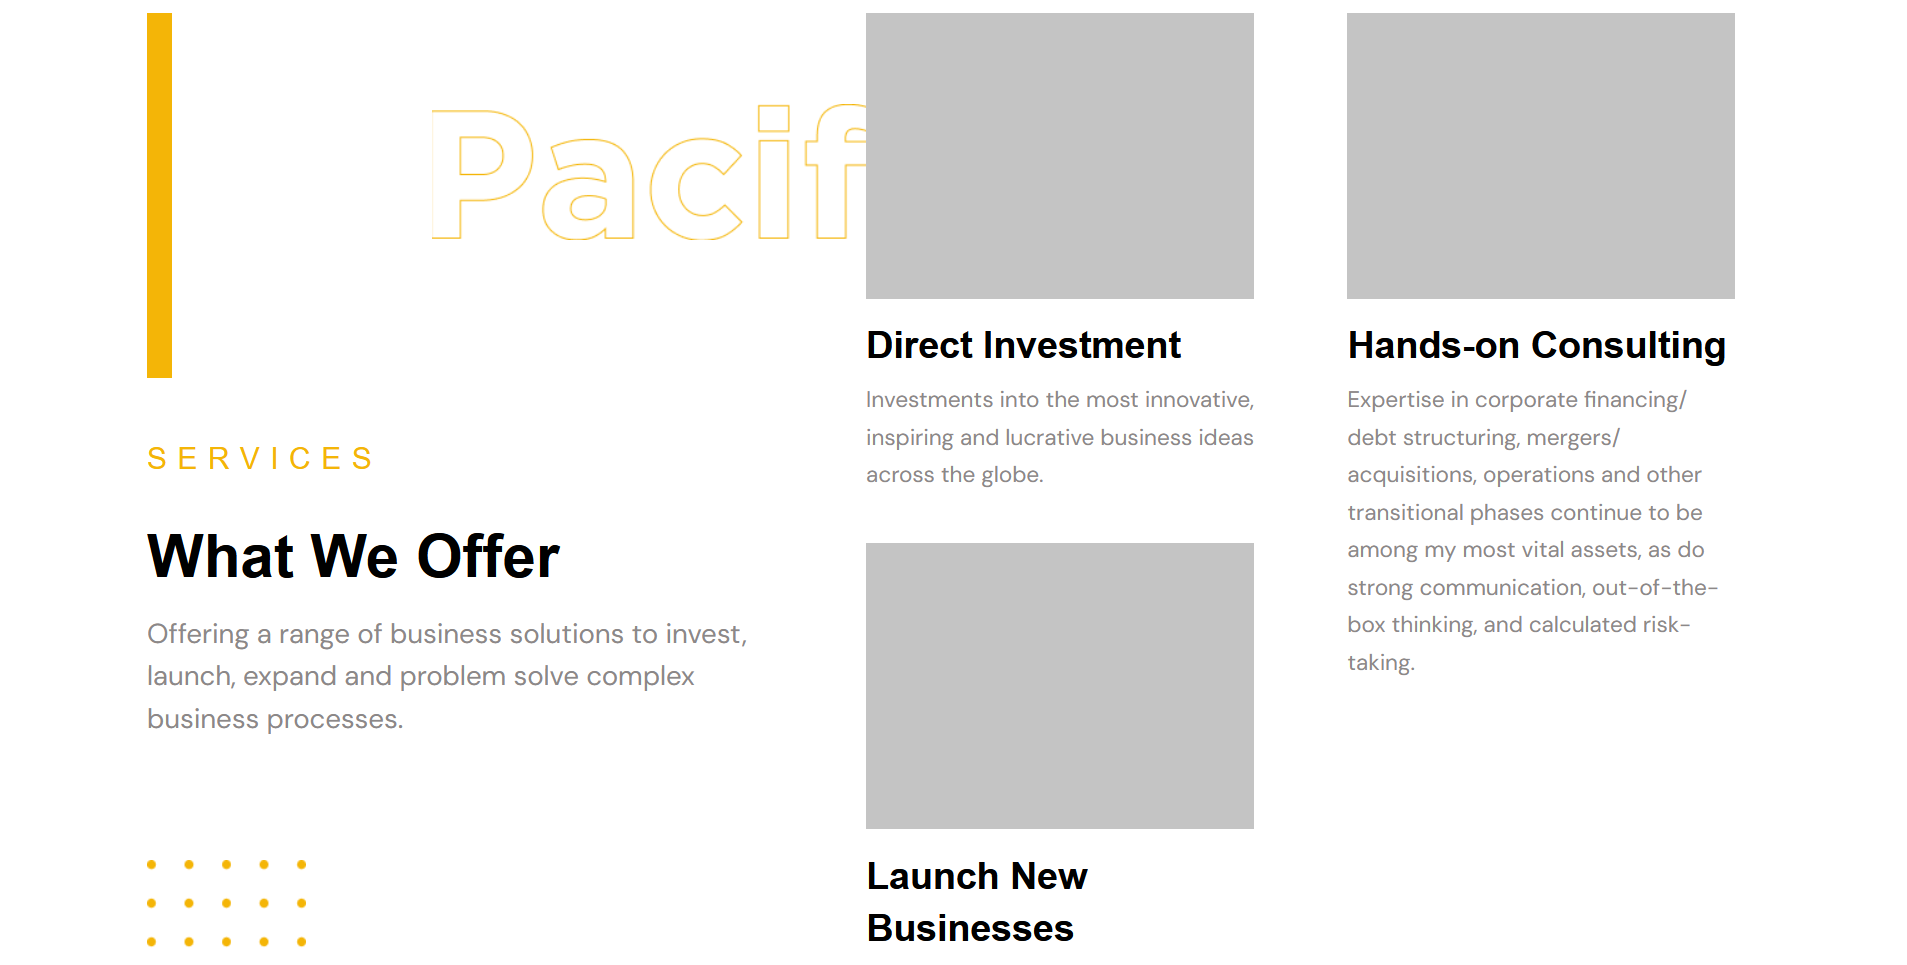 Pacif
SERVICES
What We Offer
Offering a range of business solutions to invest,
launch, expand and problem solve complex
business processes.
Direct Investment
Investments into the most innovative,
inspiring and lucrative business ideas
across the globe.
Launch New
Businesses
Hands-on Consulting
Expertise in corporate financing/
debt structuring, mergers/
acquisitions, operations and other
transitional phases continue to be
among my most vital assets, as do
strong communication, out-of-the-
box thinking, and calculated risk-
taking.